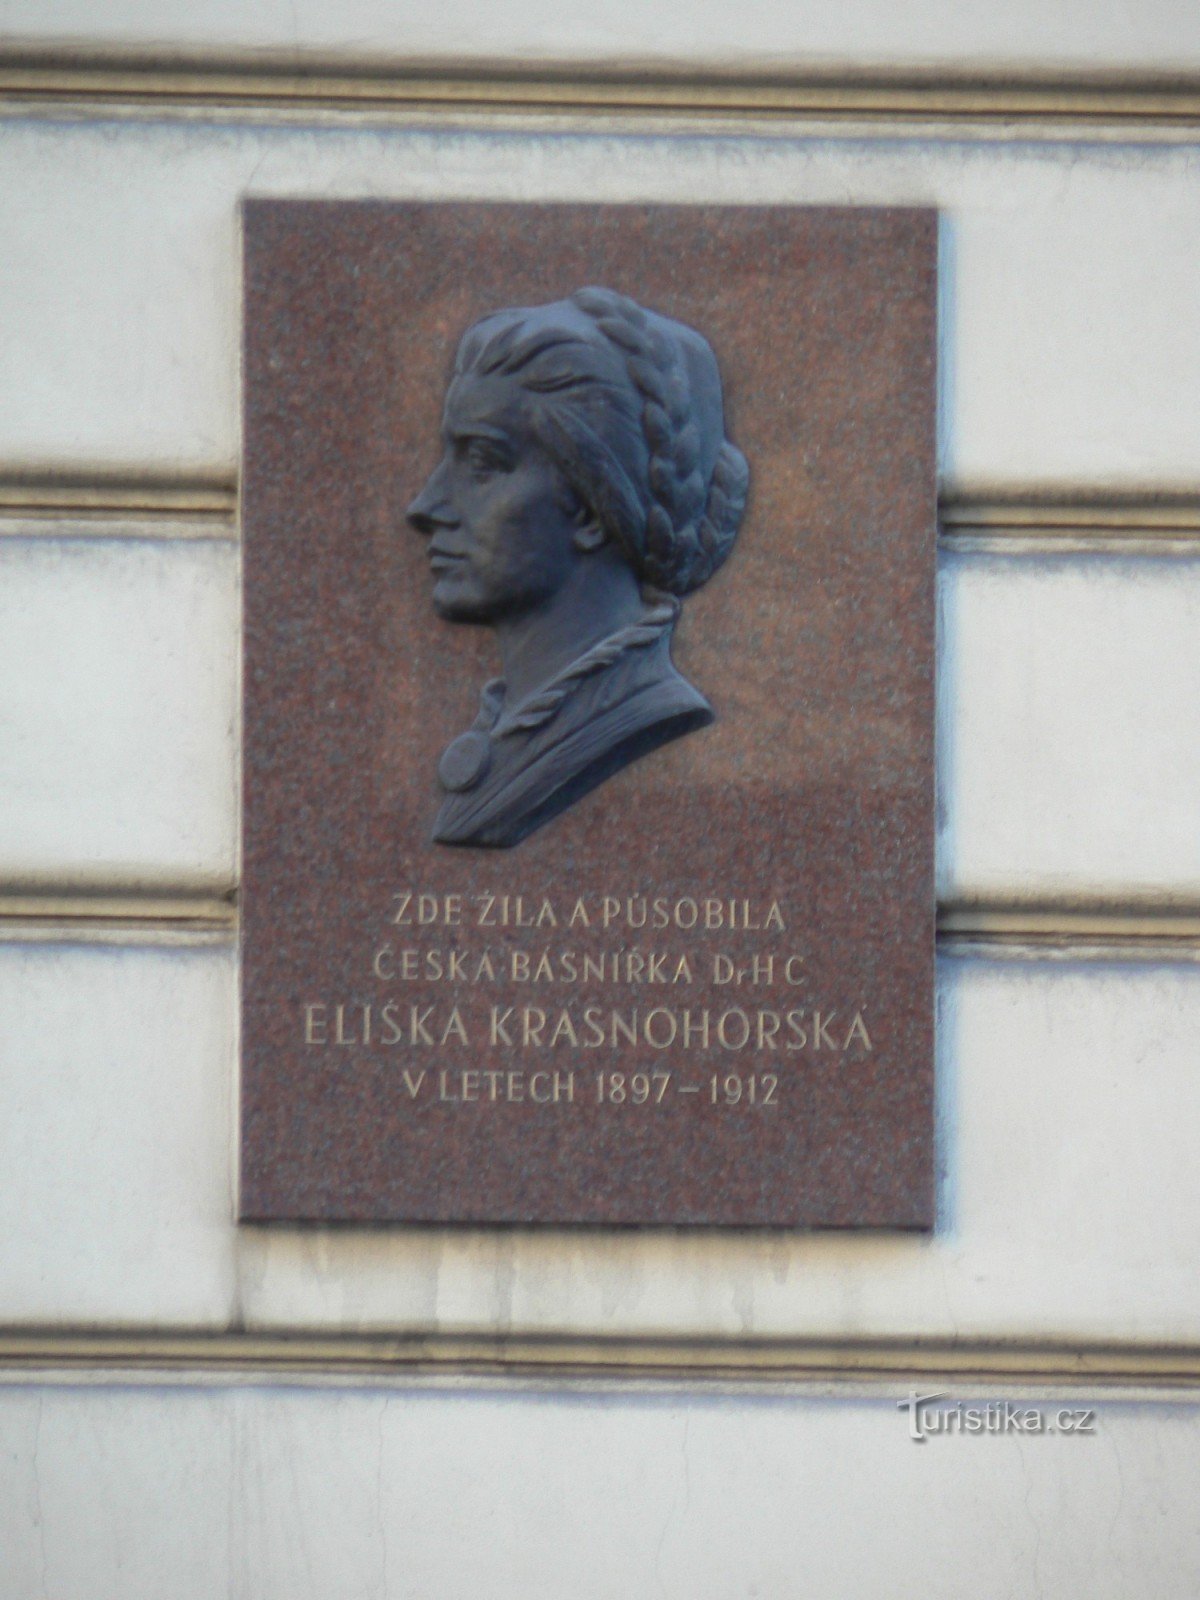 ZDE ŽILA A PŮSOBILA
ČESKÁ BÁSNÍŘKA Dr H C
ELIŠKA KRÁSNOHORSKÁ
V LETECH 1897 – 1912
Turistika.cz